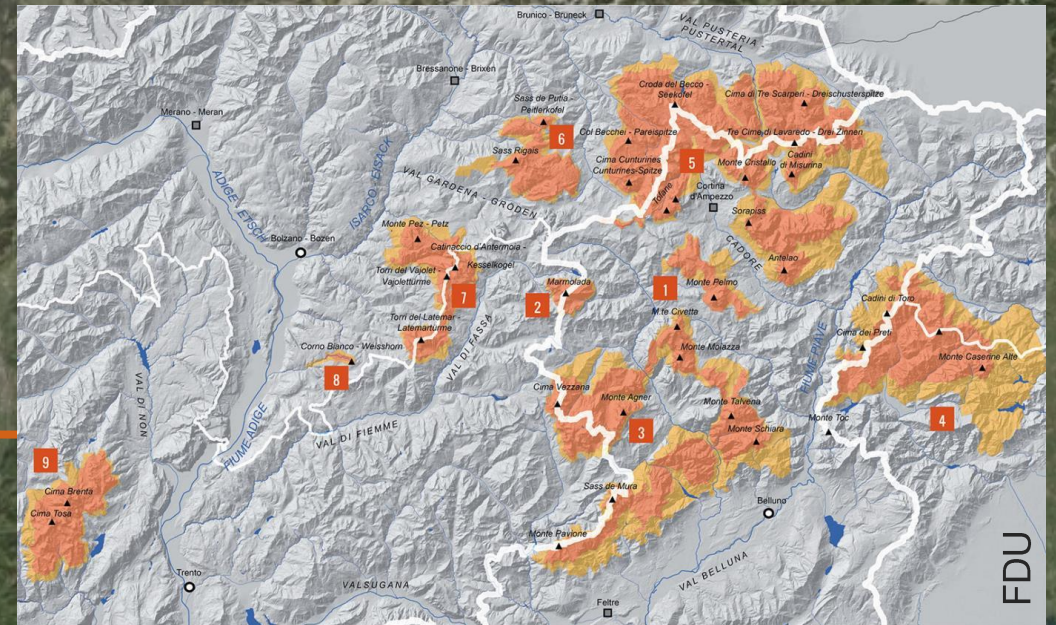 Brunico - Bruneck
VAL PUSTERIA -
PUSTERTAL
Bressanone - Brixen
Merano - Meran
Croda del Becco -
Seekofel
Cima di Tre Scarperi - Dreischusterspitze
Sass de Putia -
Peitlerkofel
6
Col Becchei - Pareispitze
Tre Cime di Lavaredo - Drei Zinnen
Sass Rigais
Cima Cunturines
Cunturines-Spitze
5
Monte Cristallo
Cadini
di Misurina
ADIGE - ETSCH
ISARCO - EISACK
VAL GARDENA - GRÖDEN
Tofane
Cortina
d'Ampezzo
Sorapiss
Monte Pez - Petz
Bolzano - Bozen
Catinaccio d'Antermoia -
Kesselkogel
CADORE
Antelao
Torri del Vajolet -
Vajolettürme
7
Marmolada
2
1
Monte Pelmo
Cadini di Toro
M.te Civetta
Torri del Latemar -
Latemartürme
VAL DI FASSA
FIUME PIAVE
Cima dei Preti
Corno Bianco - Weisshorn
Monte Moiazza
Monte Caserine Alte
8
VAL DI NON
Cima Vezzana
Monte Agner
Monte Talvena
Monte Toc
4
FIUME ADIGE
VAL DI FIEMME
3
Monte Schiara
9
Cima Brenta
Sass de Mura
Belluno
Cima Tosa
Monte Pavione
Trento
VALSUGANA
VAL BELLUNA
Feltre
FDU